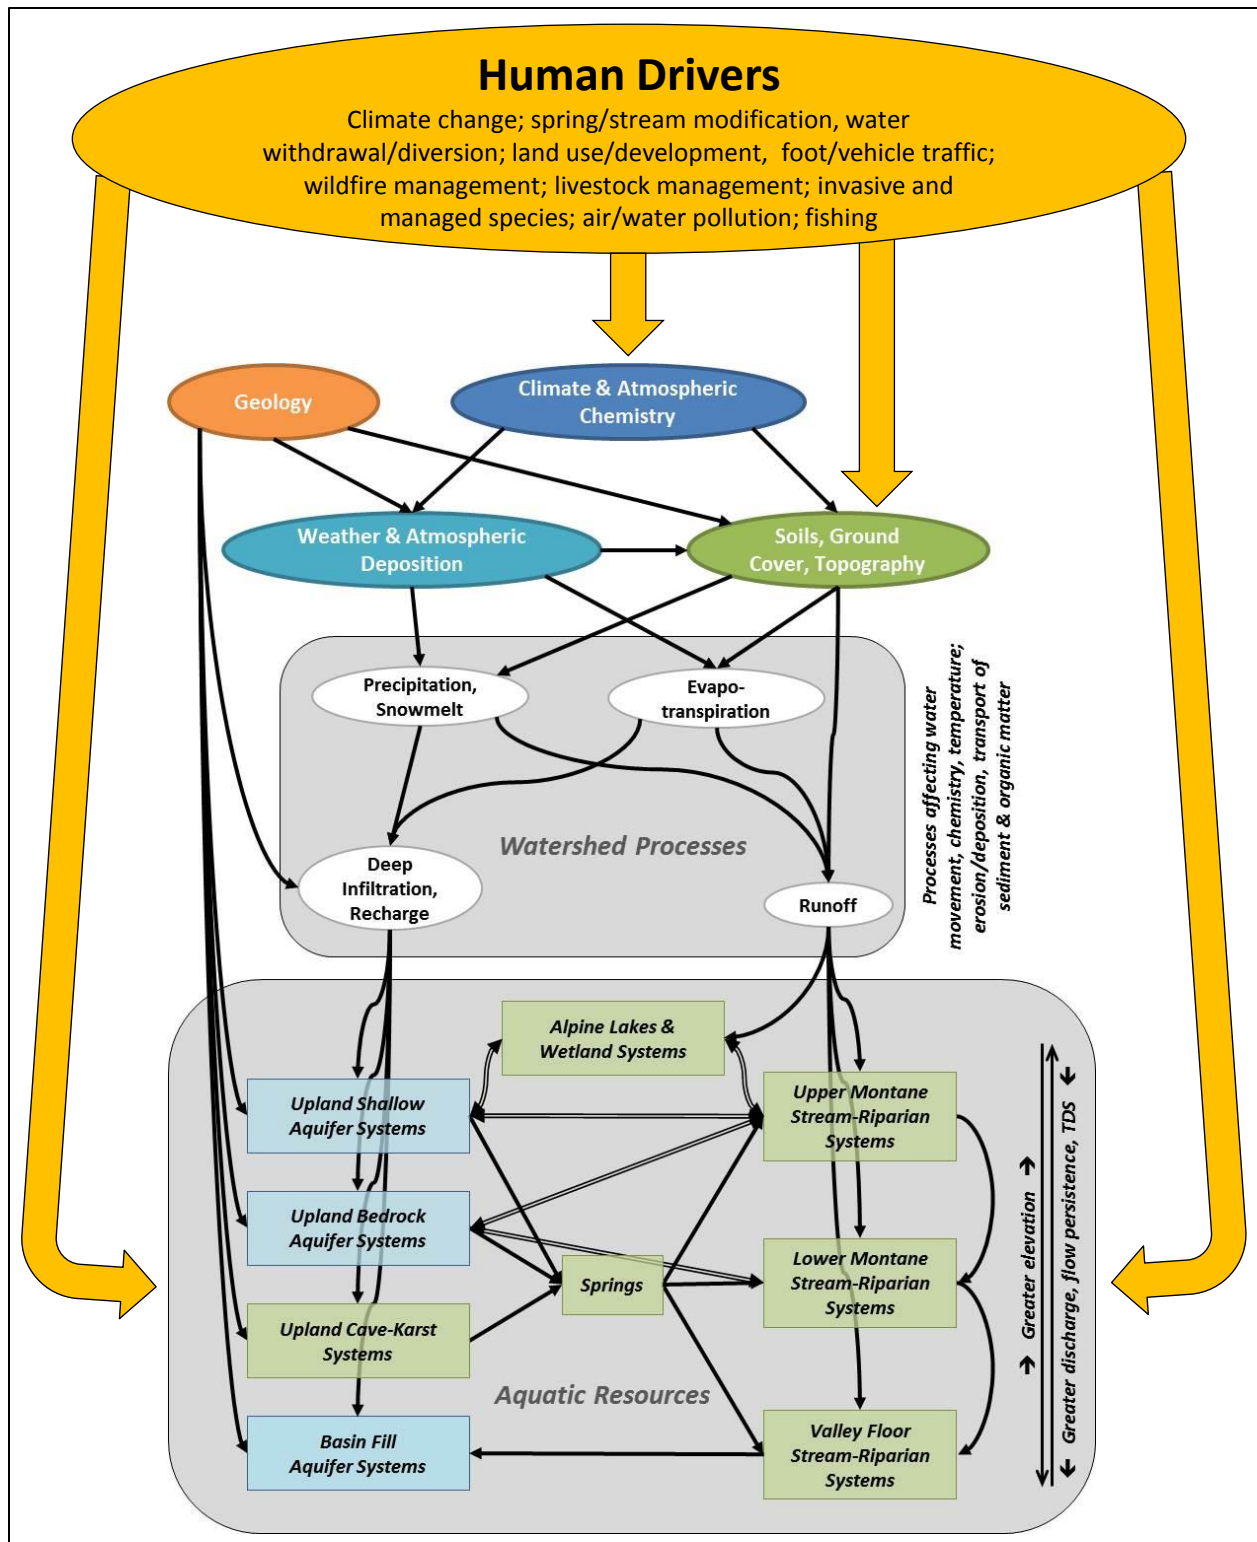 Human Drivers
Climate change; spring/stream modification, water
withdrawal/diversion; land use/development, foot/vehicle traffic;
wildfire management; livestock management; invasive and
managed species; air/water pollution; fishing
Geology
Climate & Atmospheric
Chemistry
Weather & Atmospheric
Deposition
Soils, Ground
Cover, Topography
Precipitation,
Snowmelt
Evapo-
transpiration
Watershed Processes
Deep
Infiltration,
Recharge
Runoff
Processes affecting water
movement, chemistry, temperature;
erosion/deposition, transport of
sediment & organic matter
Alpine Lakes &
Wetland Systems
Upland Shallow
Aquifer Systems
Upper Montane
Stream-Riparian
Systems
Upland Bedrock
Aquifer Systems
Springs
Lower Montane
Stream-Riparian
Systems
Upland Cave-Karst
Systems
Aquatic Resources
Basin Fill
Aquifer Systems
Valley Floor
Stream-Riparian
Systems
→ Greater elevation →
← Greater discharge, flow persistence, TDS ←